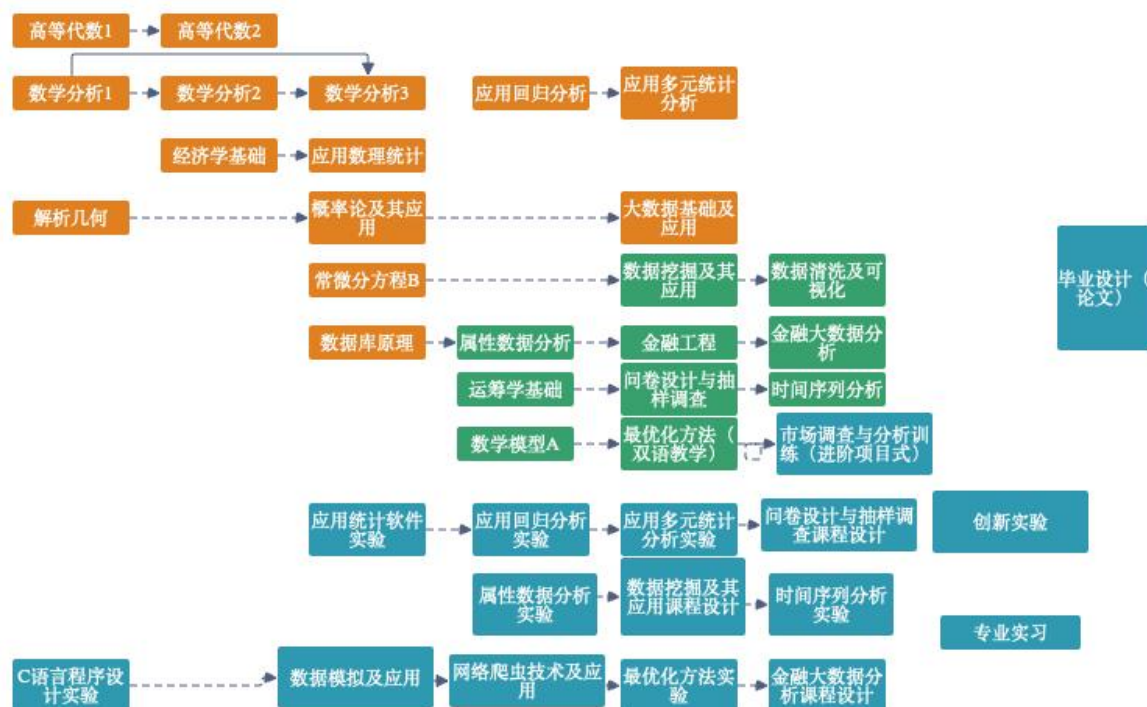 高等代数1
高等代数2
数学分析1
数学分析2
数学分析3
应用回归分析
应用多元统计
分析
经济学基础
应用数理统计
解析几何
概率论及其应
用
大数据基础及
应用
常微分方程B
数据挖掘及其
应用
数据清洗及可
视化
毕业设计（
论文）
数据库原理
属性数据分析
金融工程
金融大数据分
析
运筹学基础
问卷设计与抽
样调查
时间序列分析
数学模型A
最优化方法（
双语教学）
市场调查与分析训
练（进阶项目式）
应用统计软件
实验
应用回归分析
实验
应用多元统计
分析实验
问卷设计与抽样调
查课程设计
创新实验
属性数据分析
实验
数据挖掘及其
应用课程设计
时间序列分析
实验
专业实习
C语言程序设
计实验
数据模拟及应用
网络爬虫技术及应
用
最优化方法实
验
金融大数据分
析课程设计